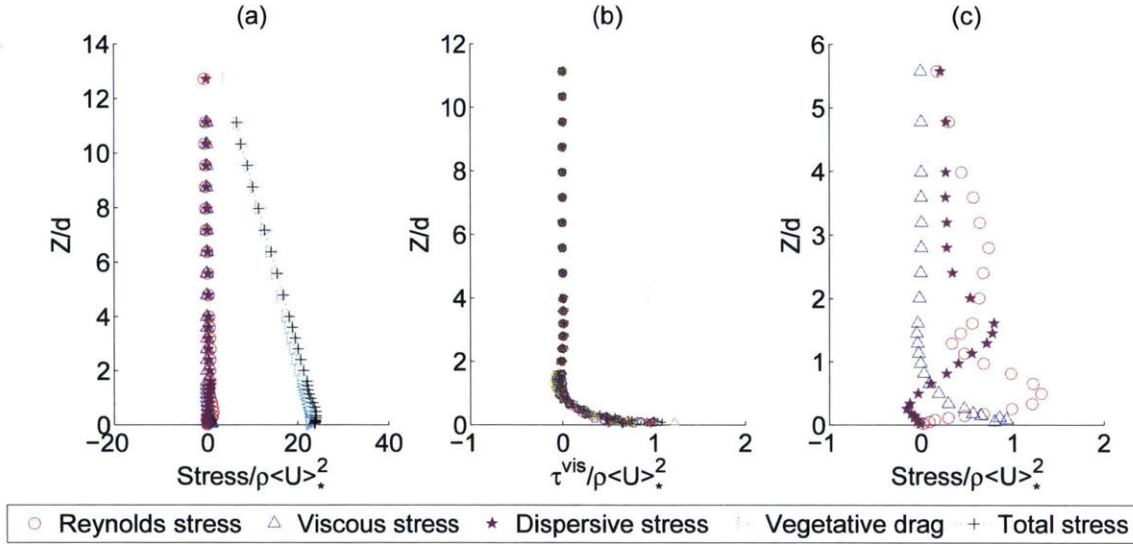 (a)
(b)
(c)
14
12
10
8
6
4
2
0
Z/d
−20
0
20
40
Stress/ρ<U>²*
12
10
8
6
4
2
0
Z/d
−1
0
1
2
τ^vis/ρ<U>²*
6
5
4
3
2
1
0
Z/d
−1
0
1
2
Stress/ρ<U>²*
Reynolds stress
Viscous stress
Dispersive stress
Vegetative drag
Total stress